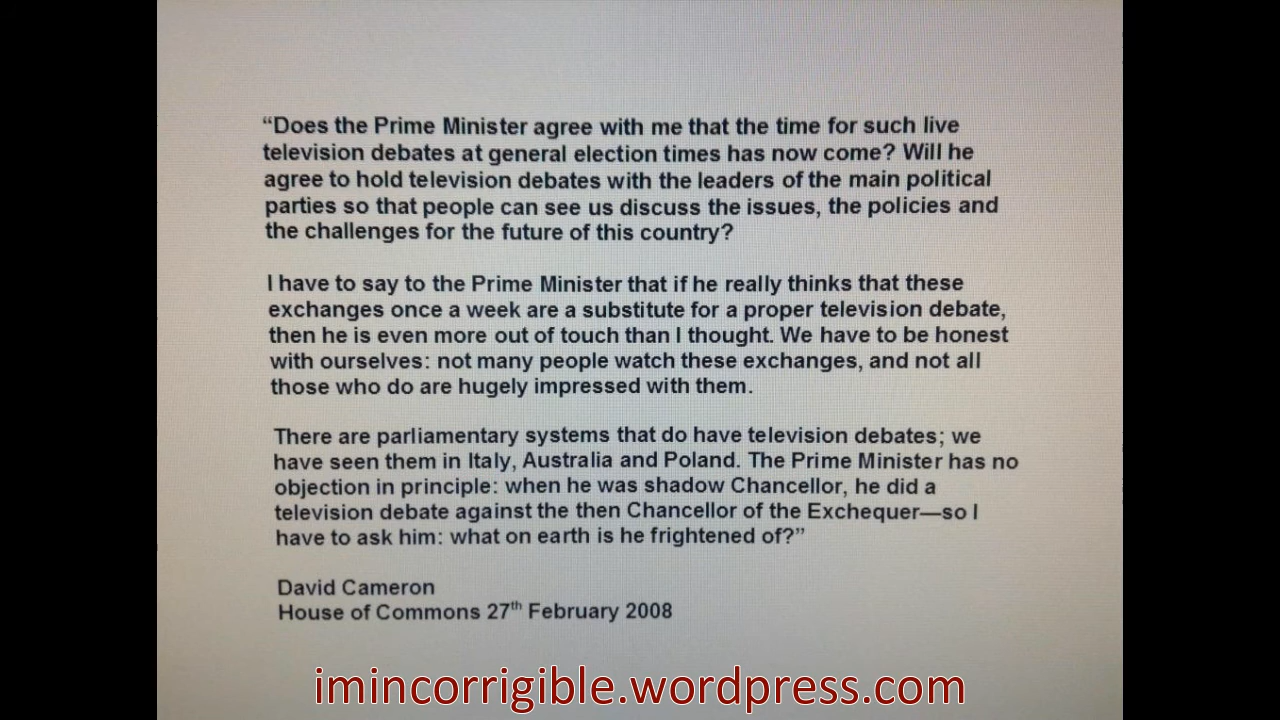 “Does the Prime Minister agree with me that the time for such live
television debates at general election times has now come? Will he
agree to hold television debates with the leaders of the main political
parties so that people can see us discuss the issues, the policies and
the challenges for the future of this country?
I have to say to the Prime Minister that if he really thinks that these
exchanges once a week are a substitute for a proper television debate,
then he is even more out of touch than I thought. We have to be honest
with ourselves: not many people watch these exchanges, and not all
those who do are hugely impressed with them.
There are parliamentary systems that do have television debates; we
have seen them in Italy, Australia and Poland. The Prime Minister has no
objection in principle: when he was shadow Chancellor, he did a
television debate against the then Chancellor of the Exchequer—so I
have to ask him: what on earth is he frightened of?”
David Cameron
House of Commons 27th February 2008
imincorrigible.wordpress.com